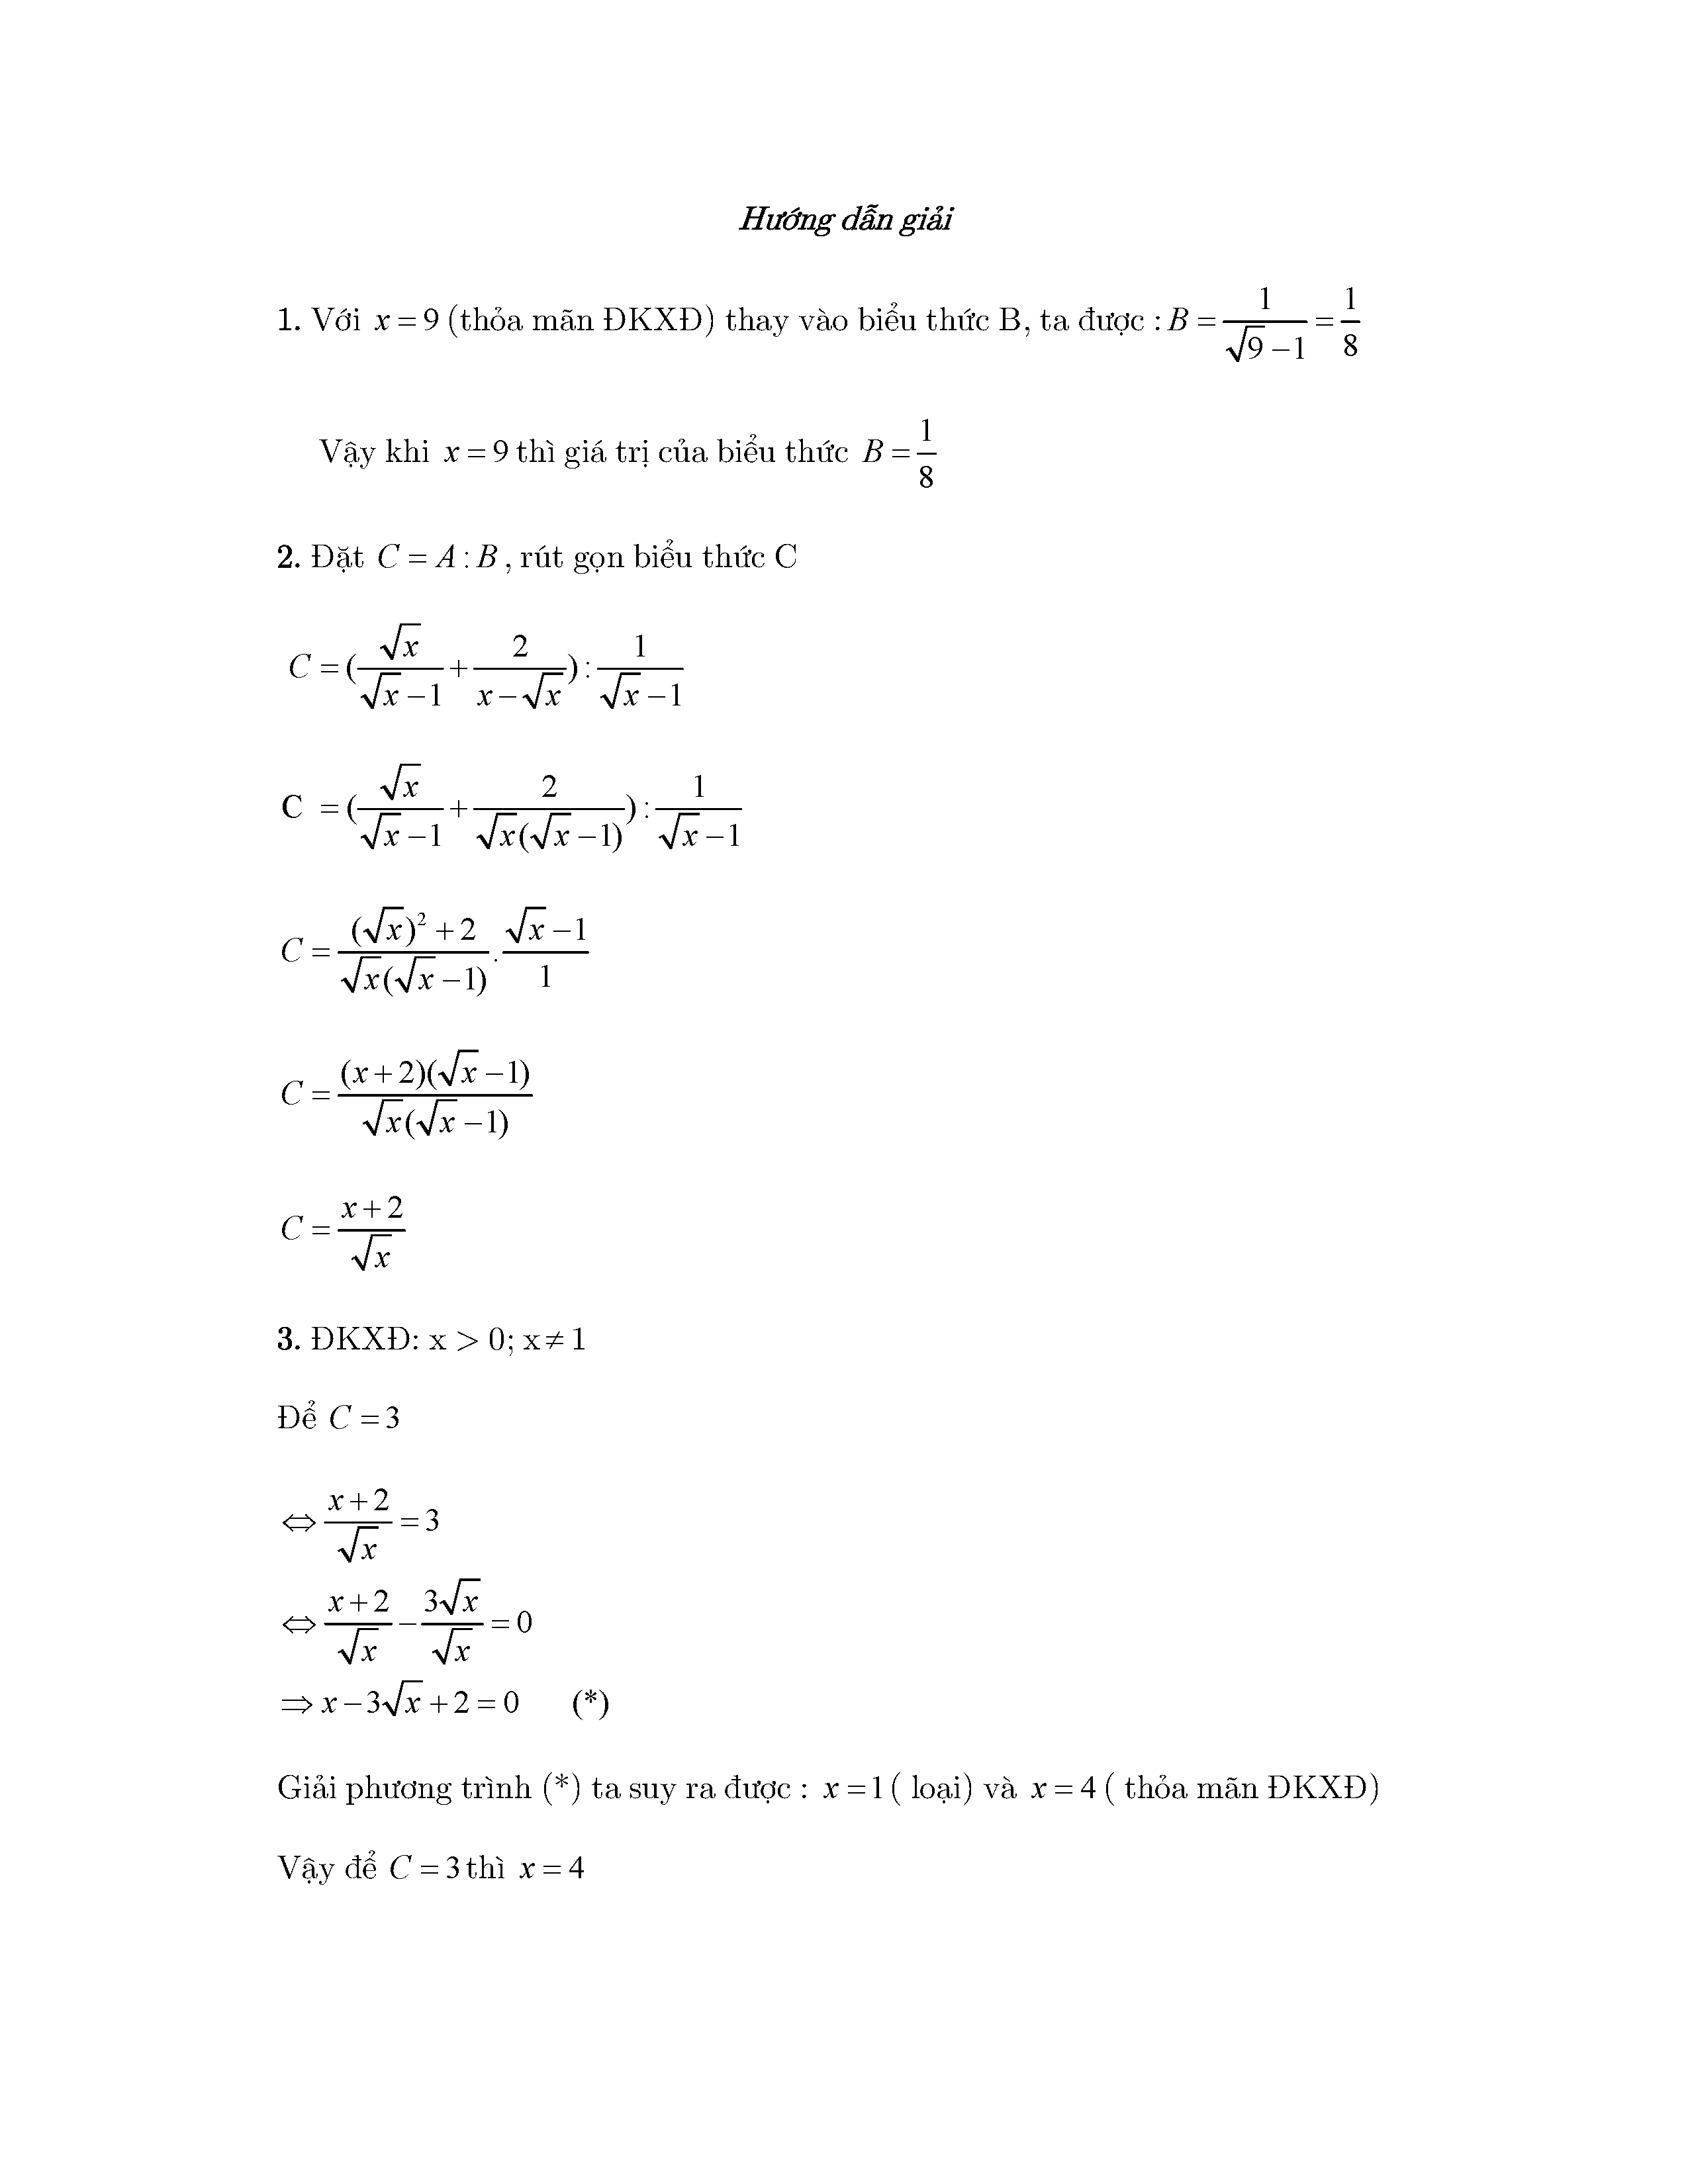 Hướng dẫn giải
1. Với x = 9 (thỏa mãn ĐKXĐ) thay vào biểu thức B, ta được : B = \frac{1}{\sqrt{9}-1} = \frac{1}{8}
Vậy khi x = 9 thì giá trị của biểu thức B = \frac{1}{8}
2. Đặt C = A : B , rút gọn biểu thức C
C = (\frac{\sqrt{x}}{\sqrt{x}-1} + \frac{2}{x-\sqrt{x}}) : \frac{1}{\sqrt{x}-1}
C = (\frac{\sqrt{x}}{\sqrt{x}-1} + \frac{2}{\sqrt{x}(\sqrt{x}-1)}) : \frac{1}{\sqrt{x}-1}
C = \frac{(\sqrt{x})^2+2}{\sqrt{x}(\sqrt{x}-1)} . \frac{\sqrt{x}-1}{1}
C = \frac{(x+2)(\sqrt{x}-1)}{\sqrt{x}(\sqrt{x}-1)}
C = \frac{x+2}{\sqrt{x}}
3. ĐKXĐ: x > 0; x ≠ 1
Để C = 3
⇔ \frac{x+2}{\sqrt{x}} = 3
⇔ \frac{x+2}{\sqrt{x}} - \frac{3\sqrt{x}}{\sqrt{x}} = 0
⇒ x - 3\sqrt{x} + 2 = 0 (*)
Giải phương trình (*) ta suy ra được : x = 1 ( loại) và x = 4 ( thỏa mãn ĐKXĐ)
Vậy để C = 3 thì x = 4